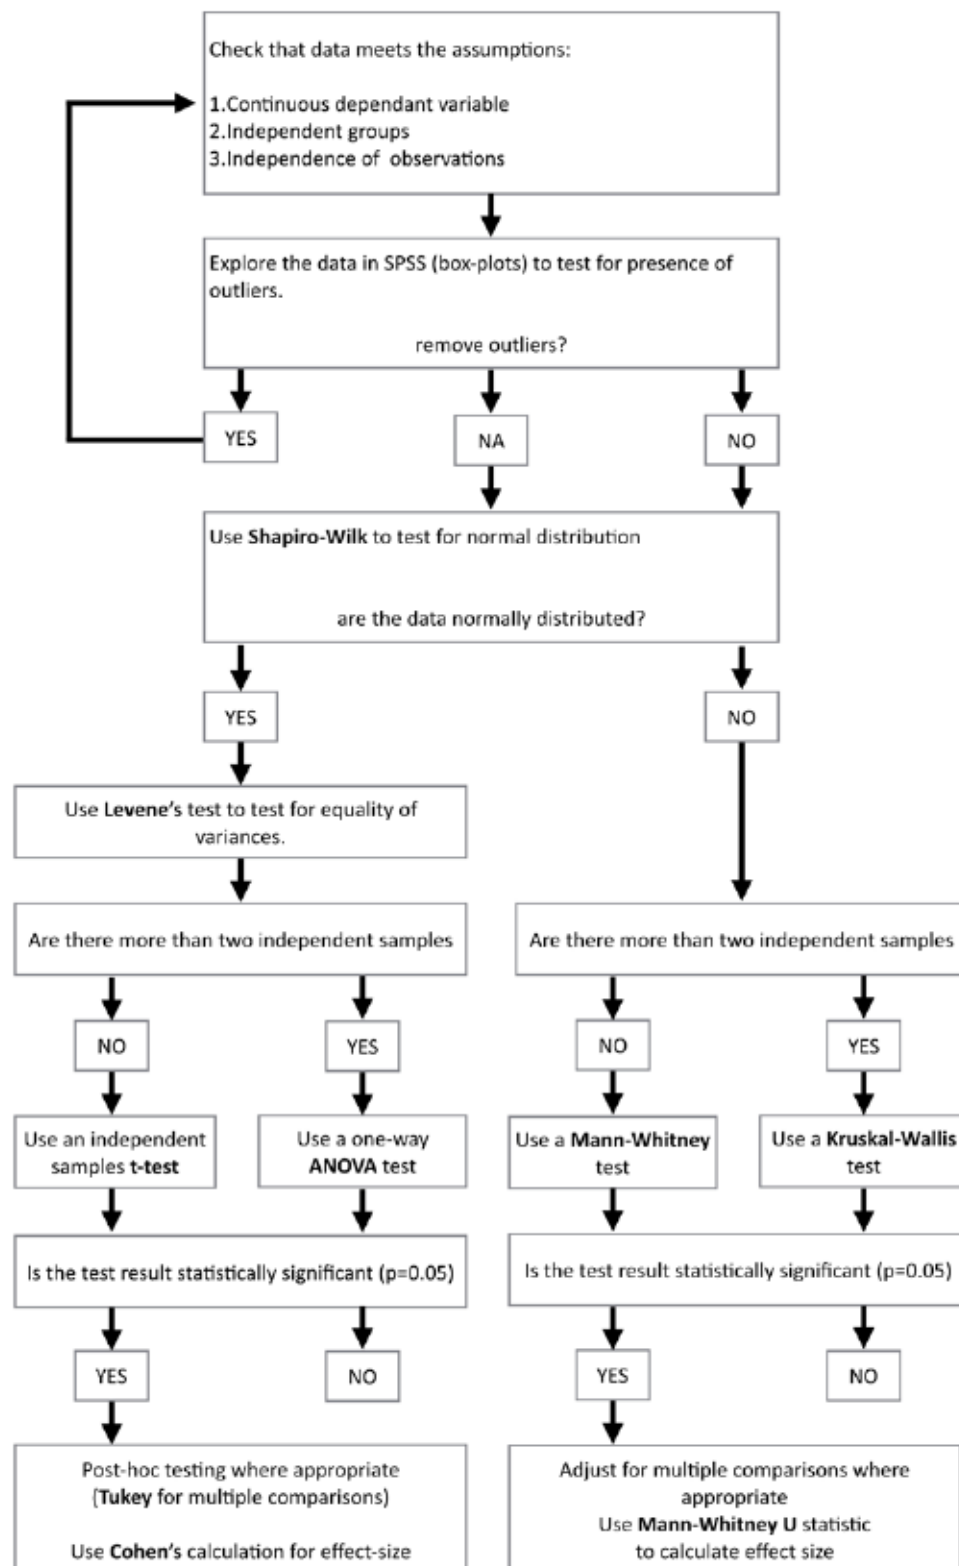 Check that data meets the assumptions:
1.Continuous dependant variable
2.Independent groups
3.Independence of observations
Explore the data in SPSS (box-plots) to test for presence of
outliers.
remove outliers?
YES
NA
NO
Use Shapiro-Wilk to test for normal distribution
are the data normally distributed?
YES
NO
Use Levene's test to test for equality of
variances.
Are there more than two independent samples
Are there more than two independent samples
NO
YES
NO
YES
Use an independent
samples t-test
Use a one-way
ANOVA test
Use a Mann-Whitney
test
Use a Kruskal-Wallis
test
Is the test result statistically significant (p=0.05)
Is the test result statistically significant (p=0.05)
YES
NO
YES
NO
Post-hoc testing where appropriate
(Tukey for multiple comparisons)
Use Cohen's calculation for effect-size
Adjust for multiple comparisons where
appropriate
Use Mann-Whitney U statistic
to calculate effect size